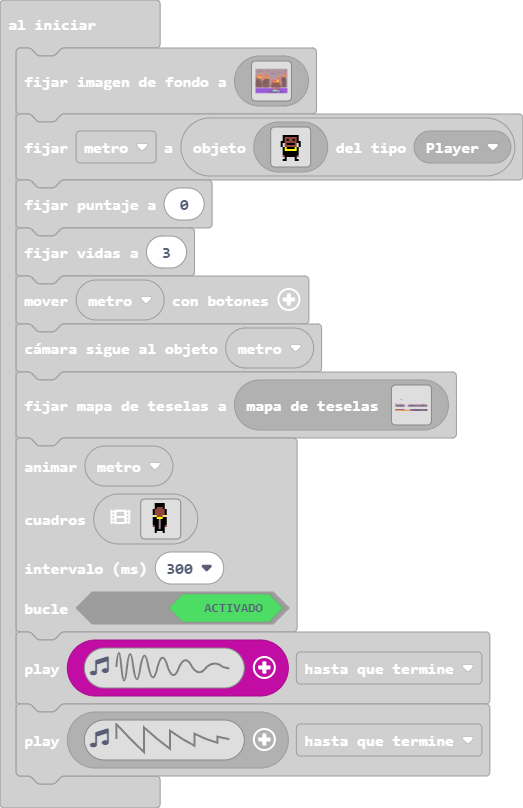 al iniciar
fijar imagen de fondo a
fijar metro a objeto del tipo Player
fijar puntaje a 0
fijar vidas a 3
mover metro con botones
cámara sigue al objeto metro
fijar mapa de teselas a mapa de teselas
animar metro
cuadros
intervalo (ms) 300
bucle ACTIVADO
play hasta que termine
play hasta que termine